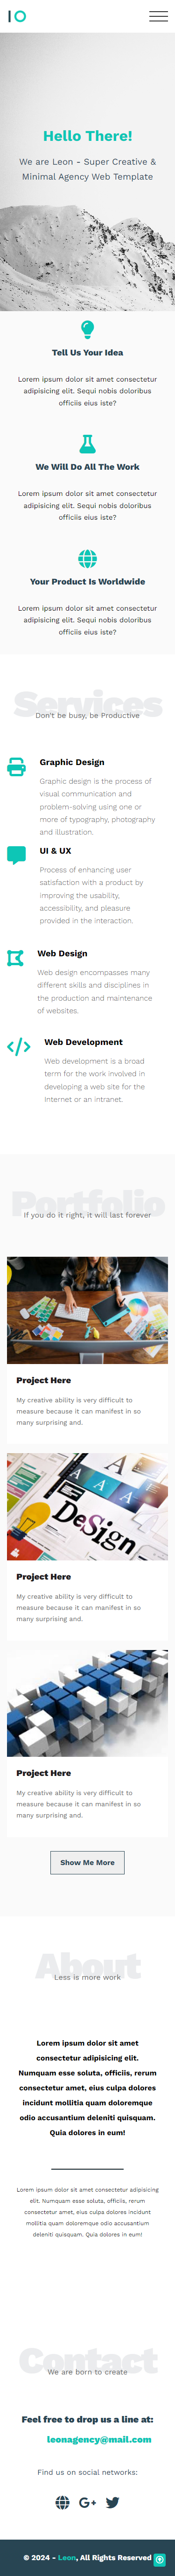 IO
Hello There!
We are Leon - Super Creative &
Minimal Agency Web Template
Tell Us Your Idea
Lorem ipsum dolor sit amet consectetur
adipisicing elit. Sequi nobis doloribus
officiis eius iste?
We Will Do All The Work
Lorem ipsum dolor sit amet consectetur
adipisicing elit. Sequi nobis doloribus
officiis eius iste?
Your Product Is Worldwide
Lorem ipsum dolor sit amet consectetur
adipisicing elit. Sequi nobis doloribus
officiis eius iste?
Services
Don't be busy, be Productive
Graphic Design
Graphic design is the process of
visual communication and
problem-solving using one or
more of typography, photography
and illustration.
UI & UX
Process of enhancing user
satisfaction with a product by
improving the usability,
accessibility, and pleasure
provided in the interaction.
Web Design
Web design encompasses many
different skills and disciplines in
the production and maintenance
of websites.
Web Development
Web development is a broad
term for the work involved in
developing a web site for the
Internet or an intranet.
Portfolio
If you do it right, it will last forever
Project Here
My creative ability is very difficult to
measure because it can manifest in so
many surprising and.
A A A
DeSign
Project Here
My creative ability is very difficult to
measure because it can manifest in so
many surprising and.
Project Here
My creative ability is very difficult to
measure because it can manifest in so
many surprising and.
Show Me More
About
Less is more work
Lorem ipsum dolor sit amet
consectetur adipisicing elit.
Numquam esse soluta, officiis, rerum
consectetur amet, eius culpa dolores
incidunt mollitia quam doloremque
odio accusantium deleniti quisquam.
Quia dolores in eum!
Lorem ipsum dolor sit amet consectetur adipisicing
elit. Numquam esse soluta, officiis, rerum
consectetur amet, eius culpa dolores incidunt
mollitia quam doloremque odio accusantium
deleniti quisquam. Quia dolores in eum!
Contact
We are born to create
Feel free to drop us a line at:
leonagency@mail.com
Find us on social networks:
G+
© 2024 - Leon, All Rights Reserved